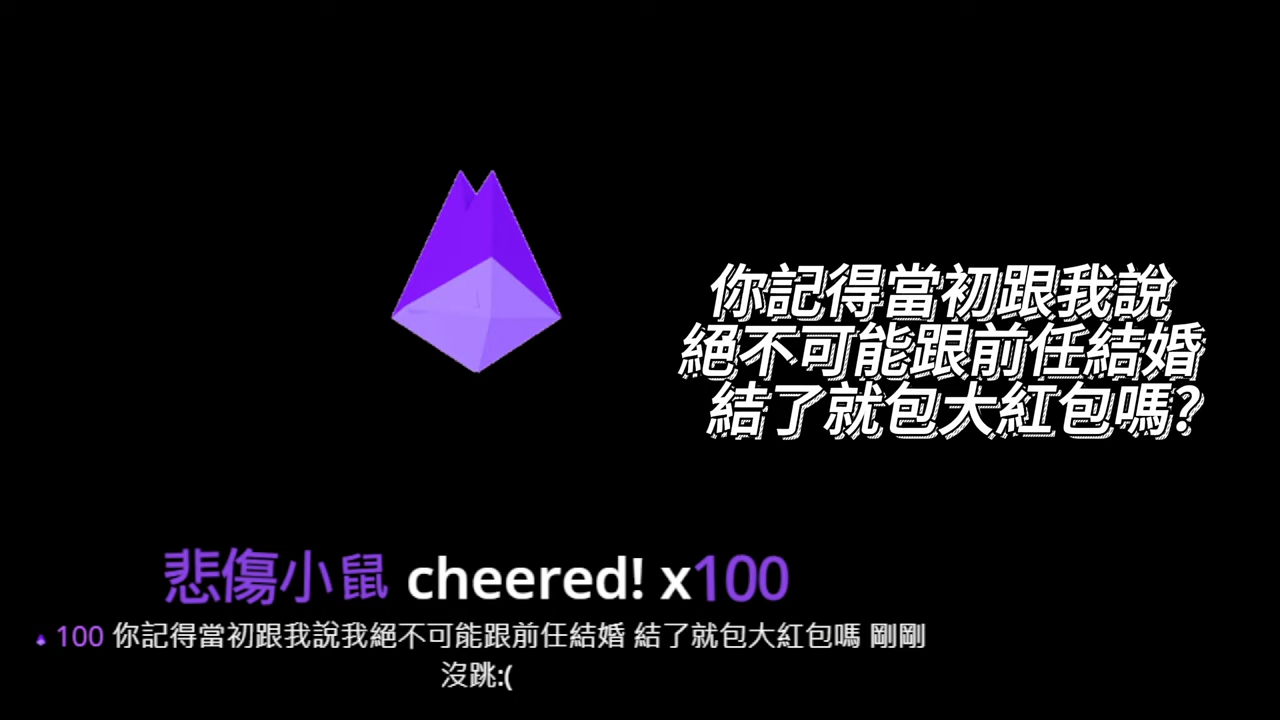 你記得當初跟我說
絕不可能跟前任結婚
結了就包大紅包嗎?
悲傷小鼠 cheered! x100
100 你記得當初跟我說我絕不可能跟前任結婚 結了就包大紅包嗎 剛剛
沒跳:(